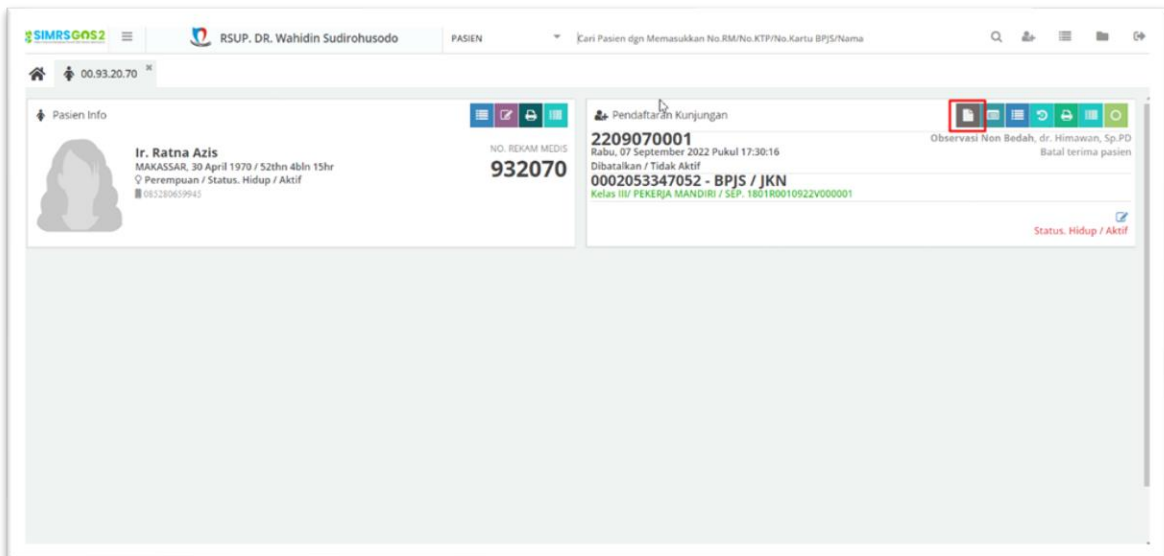 SIMRSGOS2
RSUP. DR. Wahidin Sudirohusodo
PASIEN
Cari Pasien dgn Memasukkan No.RM/No.KTP/No.Kartu BPJS/Nama
00.93.20.70
Pasien Info
Ir. Ratna Azis
MAKASSAR, 30 April 1970 / 52thn 4bln 15hr
Perempuan / Status. Hidup / Aktif
085280659945
NO. REKAM MEDIS
932070
Pendaftaran Kunjungan
2209070001
Rabu, 07 September 2022 Pukul 17:30:16
Dibatalkan / Tidak Aktif
0002053347052 - BPJS / JKN
Kelas III/ PEKERJA MANDIRI / SEP. 1801R0010922V000001
Observasi Non Bedah, dr. Himawan, Sp.PD
Batal terima pasien
Status. Hidup / Aktif